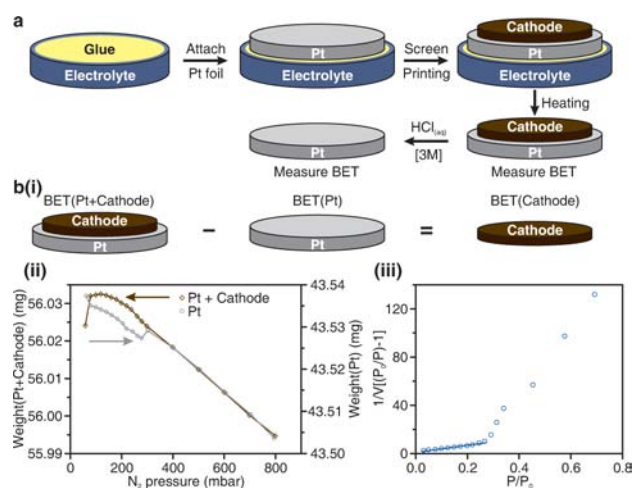 a
Glue
Electrolyte
Attach
Pt foil
Pt
Electrolyte
Screen
Printing
Cathode
Pt
Electrolyte
Heating
Cathode
Pt
Measure BET
HCl(aq)
[3M]
Pt
Measure BET
b(i)
BET(Pt+Cathode)
Cathode
Pt
–
BET(Pt)
Pt
=
BET(Cathode)
Cathode
(ii)
Weight(Pt+Cathode) (mg)
56.03
56.02
56.01
56.00
55.99
Pt + Cathode
Pt
43.54
43.53
43.52
43.51
43.50
Weight(Pt) (mg)
0 200 400 600 800
N2 pressure (mbar)
(iii)
1/V[(P0/P)-1]
120
80
40
0
0.0 0.2 0.4 0.6 0.8
P/P0